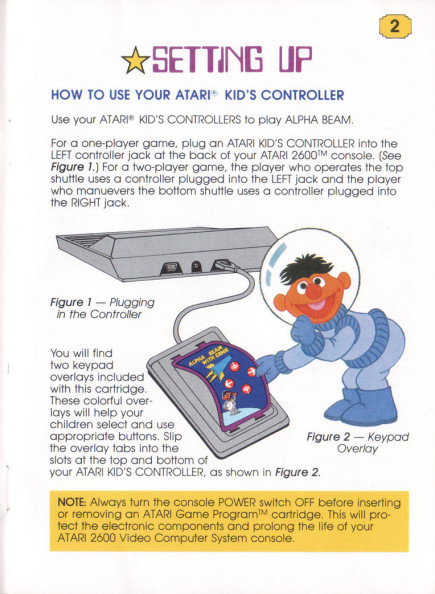 2
SETTING UP
HOW TO USE YOUR ATARI® KID'S CONTROLLER
Use your ATARI® KID'S CONTROLLERS to play ALPHA BEAM.
For a one-player game, plug an ATARI KID'S CONTROLLER into the
LEFT controller jack at the back of your ATARI 2600™ console. (See
Figure 1.) For a two-player game, the player who operates the top
shuttle uses a controller plugged into the LEFT jack and the player
who manuevers the bottom shuttle uses a controller plugged into
the RIGHT jack.
Figure 1 — Plugging
in the Controller
You will find
two keypad
overlays included
with this cartridge.
These colorful over-
lays will help your
children select and use
appropriate buttons. Slip
the overlay tabs into the
slots at the top and bottom of
your ATARI KID'S CONTROLLER, as shown in Figure 2.
ALPHA BEAM
WITH ERNIE
Figure 2 — Keypad
Overlay
NOTE: Always turn the console POWER switch OFF before inserting
or removing an ATARI Game Program™ cartridge. This will pro-
tect the electronic components and prolong the life of your
ATARI 2600 Video Computer System console.